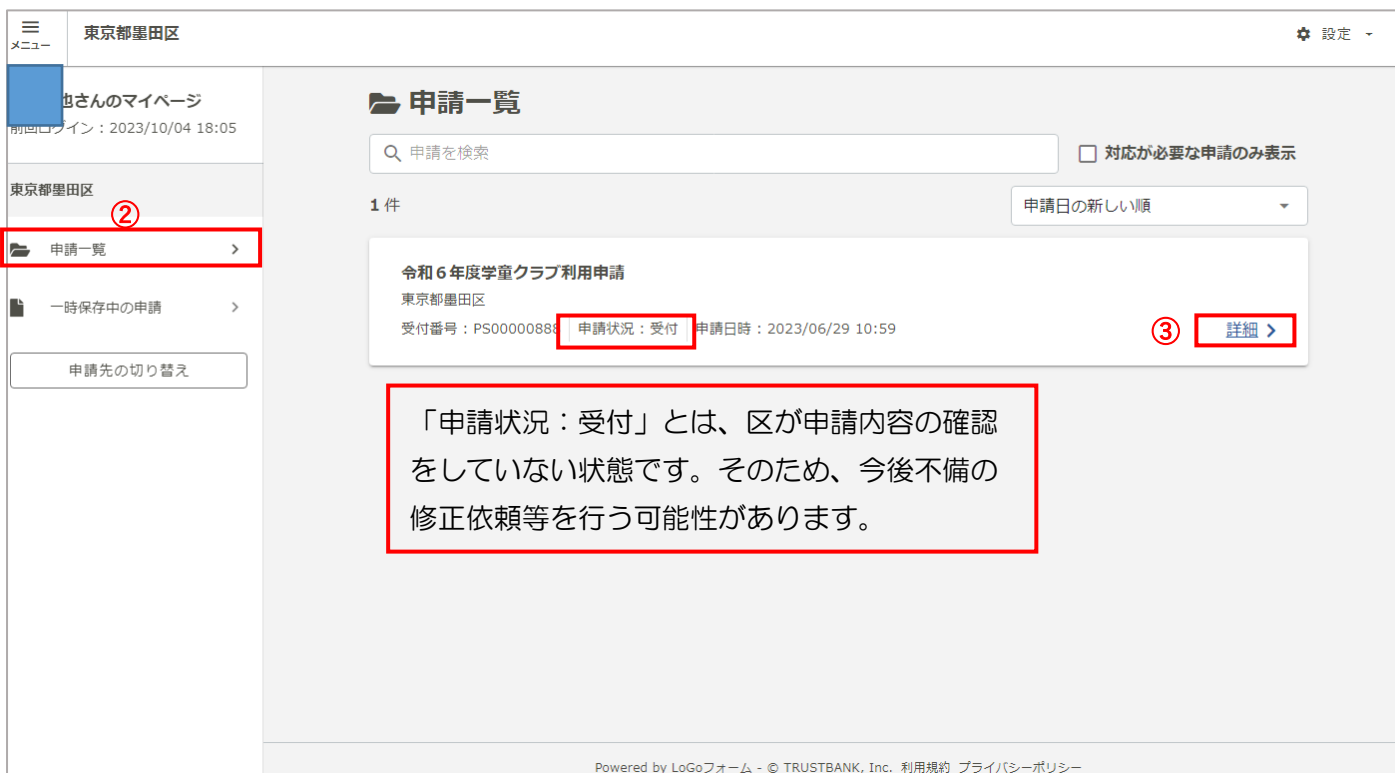 メニュー
東京都墨田区
設定
也さんのマイページ
前回ログイン：2023/10/04 18:05
東京都墨田区
②
申請一覧
一時保存中の申請
申請先の切り替え
申請一覧
申請を検索
対応が必要な申請のみ表示
1 件
申請日の新しい順
令和６年度学童クラブ利用申請
東京都墨田区
受付番号：PS00000888 申請状況：受付 申請日時：2023/06/29 10:59
③ 詳細
「申請状況：受付」とは、区が申請内容の確認
をしていない状態です。そのため、今後不備の
修正依頼等を行う可能性があります。
Powered by LoGoフォーム - © TRUSTBANK, Inc. 利用規約 プライバシーポリシー